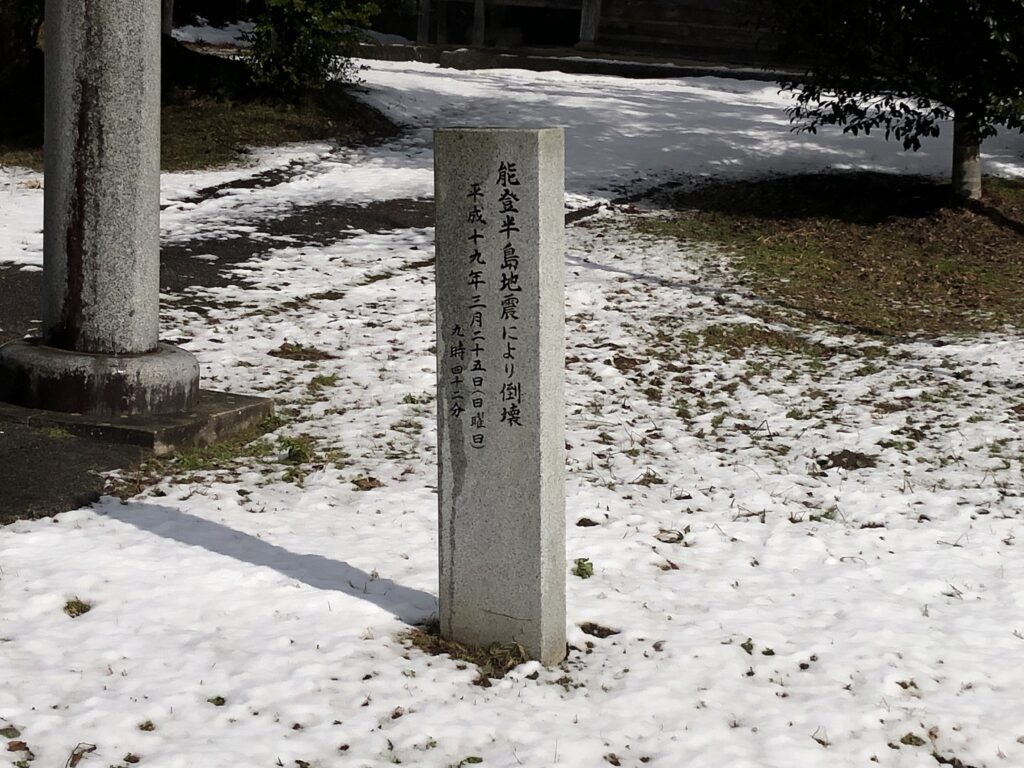 能登半島地震により倒壊
平成十九年三月二十五日(日曜日)
九時四十二分